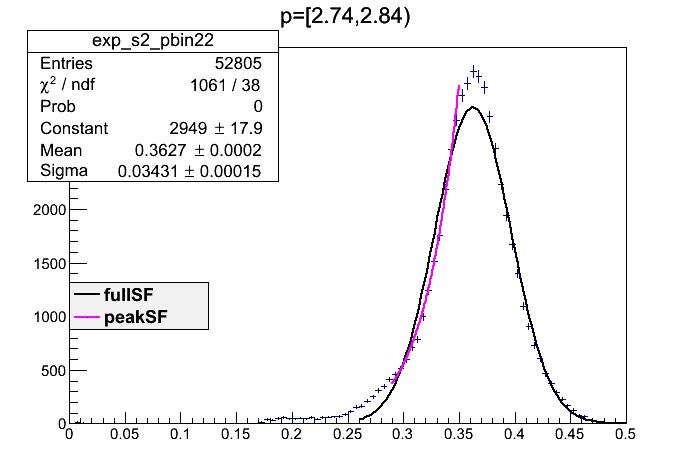 p=[2.74,2.84)
exp_s2_pbin22
Entries 52805
χ² / ndf 1061 / 38
Prob 0
Constant 2949 ± 17.9
Mean 0.3627 ± 0.0002
Sigma 0.03431 ± 0.00015
2000
1500
fullSF
peakSF
1000
500
0
0 0.05 0.1 0.15 0.2 0.25 0.3 0.35 0.4 0.45 0.5